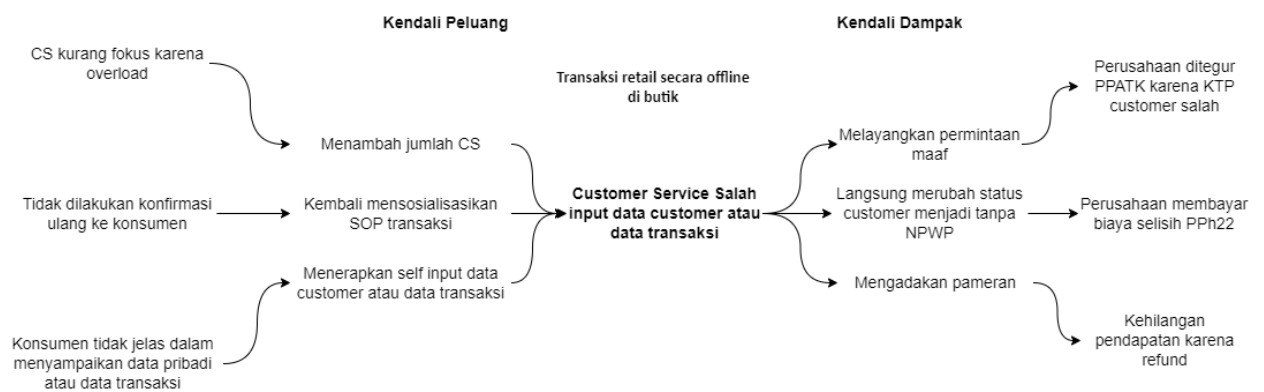 Kendali Peluang
Kendali Dampak
Transaksi retail secara offline
di butik
CS kurang fokus karena
overload
Tidak dilakukan konfirmasi
ulang ke konsumen
Konsumen tidak jelas dalam
menyampaikan data pribadi
atau data transaksi
Menambah jumlah CS
Kembali mensosialisasikan
SOP transaksi
Menerapkan self input data
customer atau data transaksi
Customer Service Salah
input data customer atau
data transaksi
Melayangkan permintaan
maaf
Langsung merubah status
customer menjadi tanpa
NPWP
Mengadakan pameran
Perusahaan ditegur
PPATK karena KTP
customer salah
Perusahaan membayar
biaya selisih PPh22
Kehilangan
pendapatan karena
refund